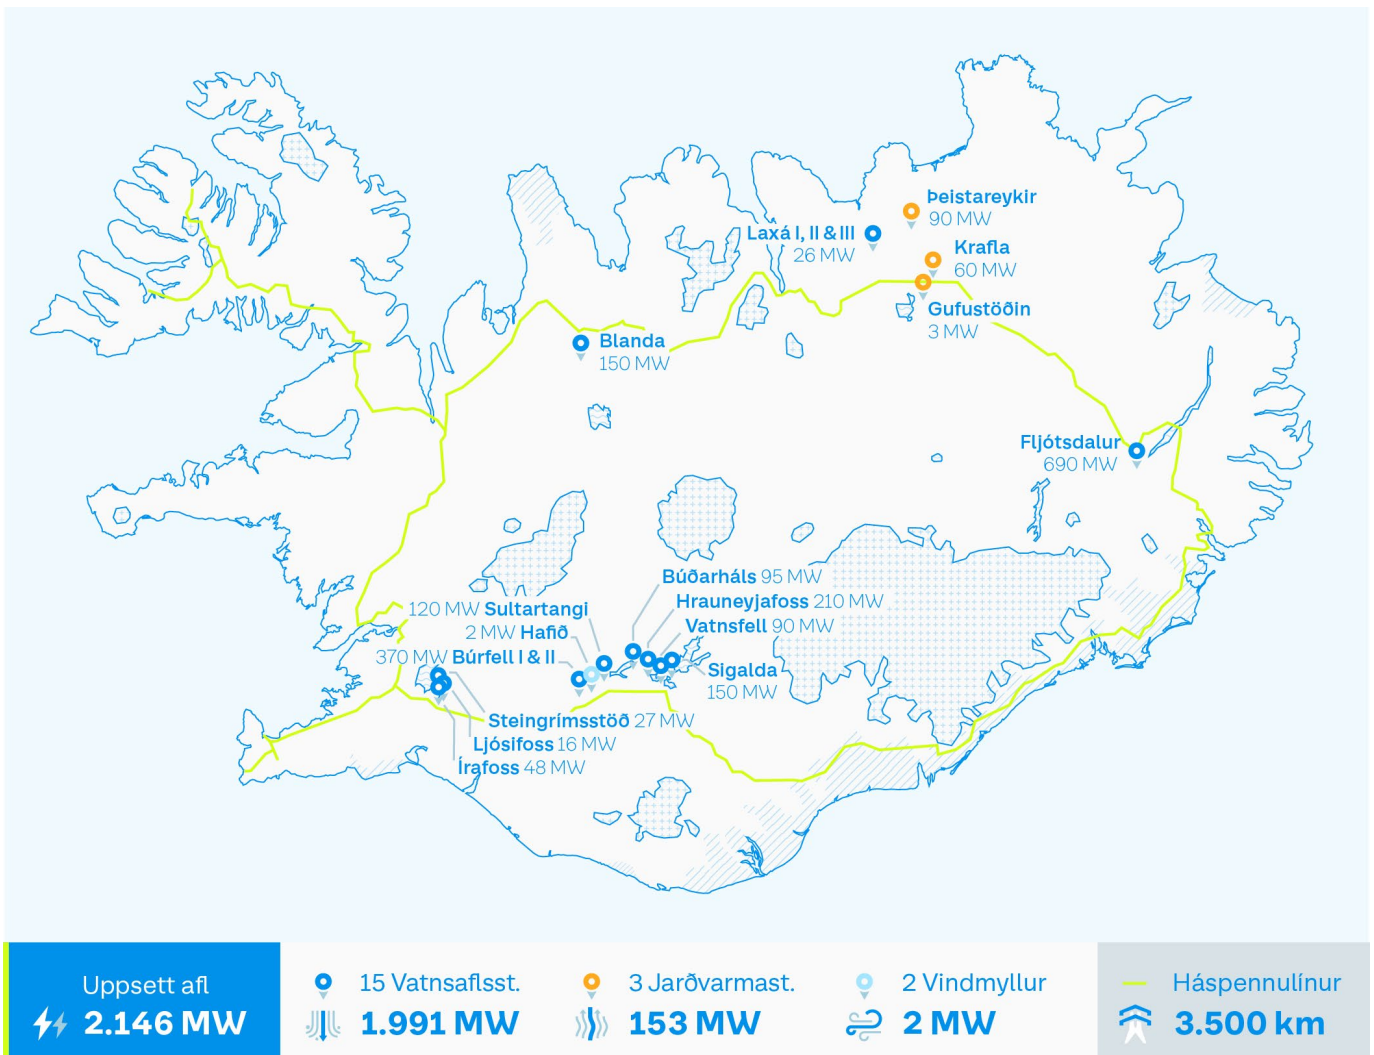 Þeistareykir
90 MW
Laxá I, II & III
26 MW
Krafla
60 MW
Gufustöðin
3 MW
Blanda
150 MW
Fljótsdalur
690 MW
Búðarháls 95 MW
Hrauneyjafoss 210 MW
120 MW Sultartangi
Vatnsfell 90 MW
2 MW Hafið
370 MW Búrfell I & II
Sigalda
150 MW
Steingrímsstöð 27 MW
Ljósifoss 16 MW
Írafoss 48 MW
Uppsett afl
2.146 MW
15 Vatnsaflsst.
1.991 MW
3 Jarðvarmast.
153 MW
2 Vindmyllur
2 MW
Háspennulínur
3.500 km